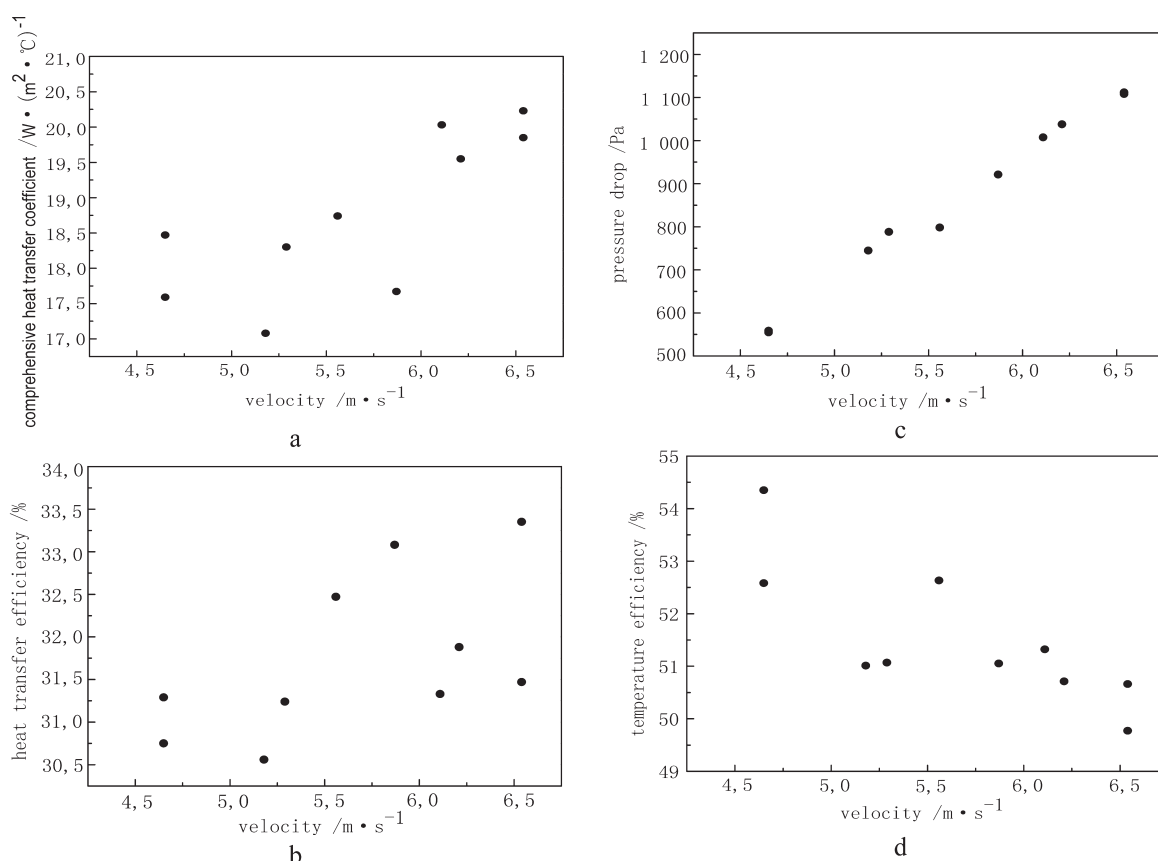 comprehensive heat transfer coefficient /W·(m²·℃)⁻¹
21,0
20,5
20,0
19,5
19,0
18,5
18,0
17,5
17,0
4,5 5,0 5,5 6,0 6,5
velocity /m·s⁻¹
a
pressure drop /Pa
1 200
1 100
1 000
900
800
700
600
500
4,5 5,0 5,5 6,0 6,5
velocity /m·s⁻¹
c
heat transfer efficiency /%
34,0
33,5
33,0
32,5
32,0
31,5
31,0
30,5
4,5 5,0 5,5 6,0 6,5
velocity /m·s⁻¹
b
temperature efficiency /%
55
54
53
52
51
50
49
4,5 5,0 5,5 6,0 6,5
velocity /m·s⁻¹
d